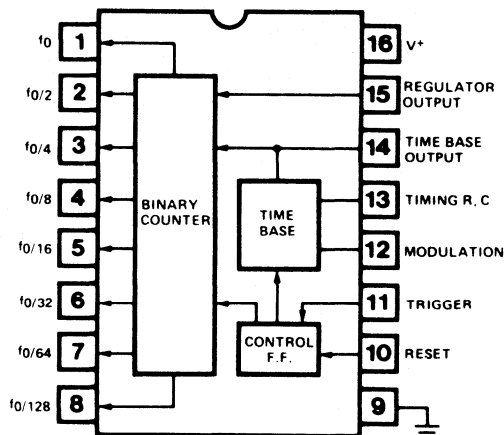 f0 1
f0/2 2
f0/4 3
f0/8 4
f0/16 5
f0/32 6
f0/64 7
f0/128 8
BINARY
COUNTER
TIME
BASE
CONTROL
F.F.
16 V+
15 REGULATOR
OUTPUT
14 TIME BASE
OUTPUT
13 TIMING R, C
12 MODULATION
11 TRIGGER
10 RESET
9